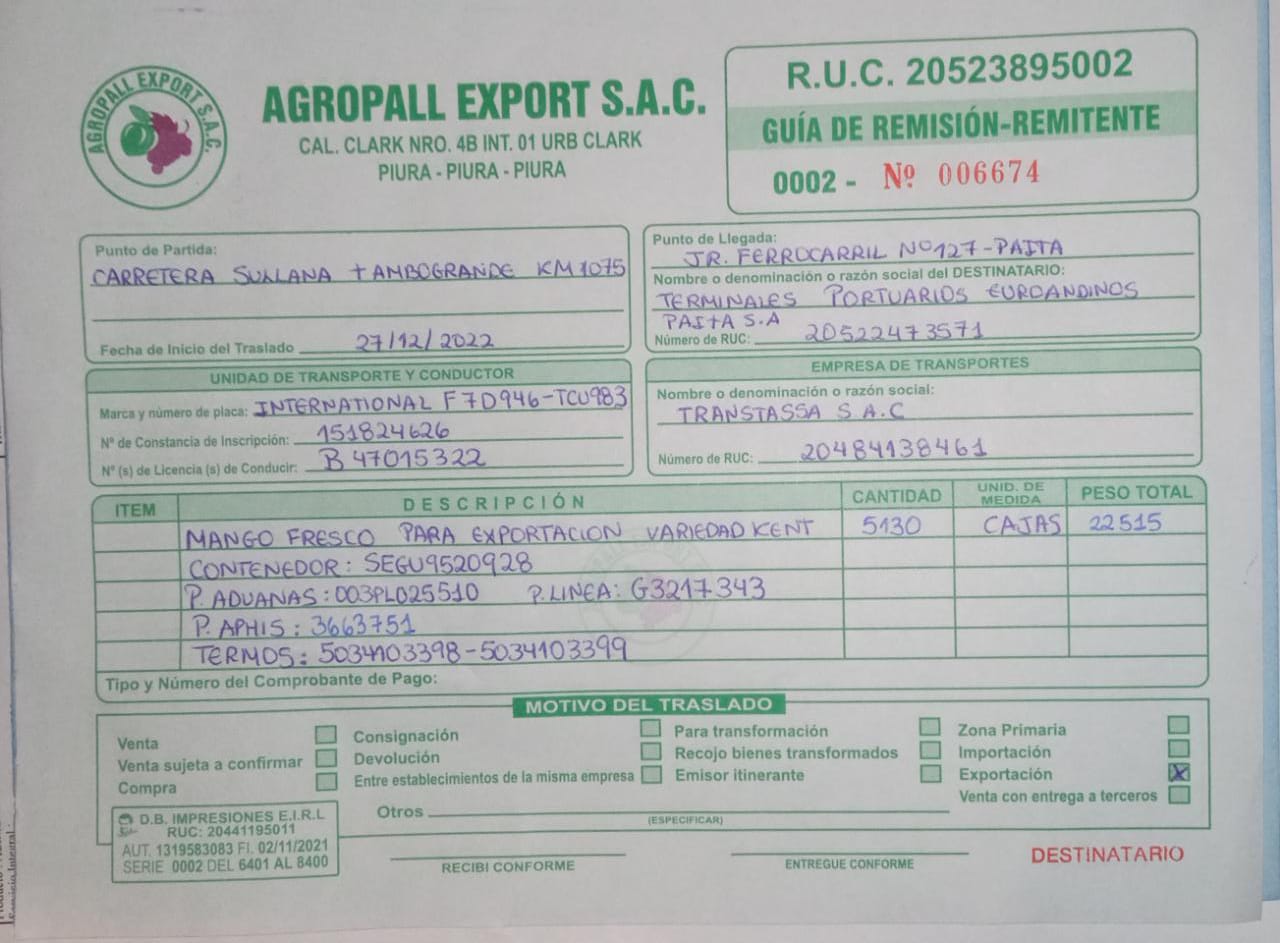 AGROPALL EXPORT S.A.C.
AGROPALL EXPORT S.A.C.
CAL. CLARK NRO. 4B INT. 01 URB CLARK
PIURA - PIURA - PIURA
R.U.C. 20523895002
GUÍA DE REMISIÓN-REMITENTE
0002 - Nº 006674
Punto de Partida:
CARRETERA SULLANA TAMBOGRANDE KM1075
Fecha de Inicio del Traslado 27/12/2022
Punto de Llegada:
JR. FERROCARRIL Nº127-PAITA
Nombre o denominación o razón social del DESTINATARIO:
TERMINALES PORTUARIOS EUROANDINOS
PAITA S.A
Número de RUC: 20522473571
UNIDAD DE TRANSPORTE Y CONDUCTOR
Marca y número de placa: INTERNATIONAL F7D946-TCU983
Nº de Constancia de Inscripción: 151824626
Nº (s) de Licencia (s) de Conducir: B 47015322
EMPRESA DE TRANSPORTES
Nombre o denominación o razón social:
TRANSTASSA S.A.C
Número de RUC: 20484138461
ITEM DESCRIPCIÓN CANTIDAD UNID. DE MEDIDA PESO TOTAL
MANGO FRESCO PARA EXPORTACION VARIEDAD KENT 5130 CAJAS 22515
CONTENEDOR: SEGU9520928
P. ADUANAS: 003PL025510 P. LINEA: G3217343
P. APHIS: 3663751
TERMOS: 5034103398-5034103399
Tipo y Número del Comprobante de Pago:
MOTIVO DEL TRASLADO
Venta
Venta sujeta a confirmar
Compra
Consignación
Devolución
Entre establecimientos de la misma empresa
Para transformación
Recojo bienes transformados
Emisor itinerante
Zona Primaria
Importación
Exportación X
Venta con entrega a terceros
Otros
(ESPECIFICAR)
D.B. IMPRESIONES E.I.R.L
RUC: 20441195011
AUT. 1319583083 FI. 02/11/2021
SERIE 0002 DEL 6401 AL 8400
RECIBI CONFORME
ENTREGUE CONFORME
DESTINATARIO